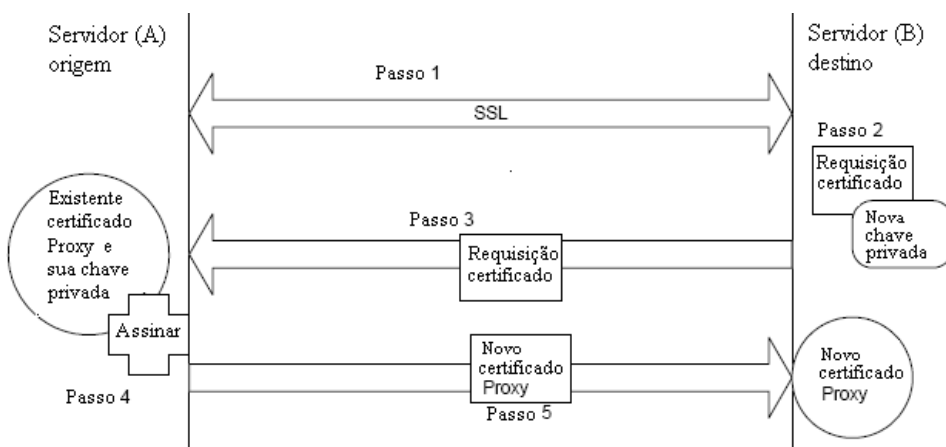 Servidor (A)
origem
Servidor (B)
destino
Passo 1
SSL
Passo 2
Requisição
certificado
Nova
chave
privada
Existente
certificado
Proxy e
sua chave
privada
Passo 3
Requisição
certificado
Assinar
Passo 4
Novo
certificado
Proxy
Passo 5
Novo
certificado
Proxy